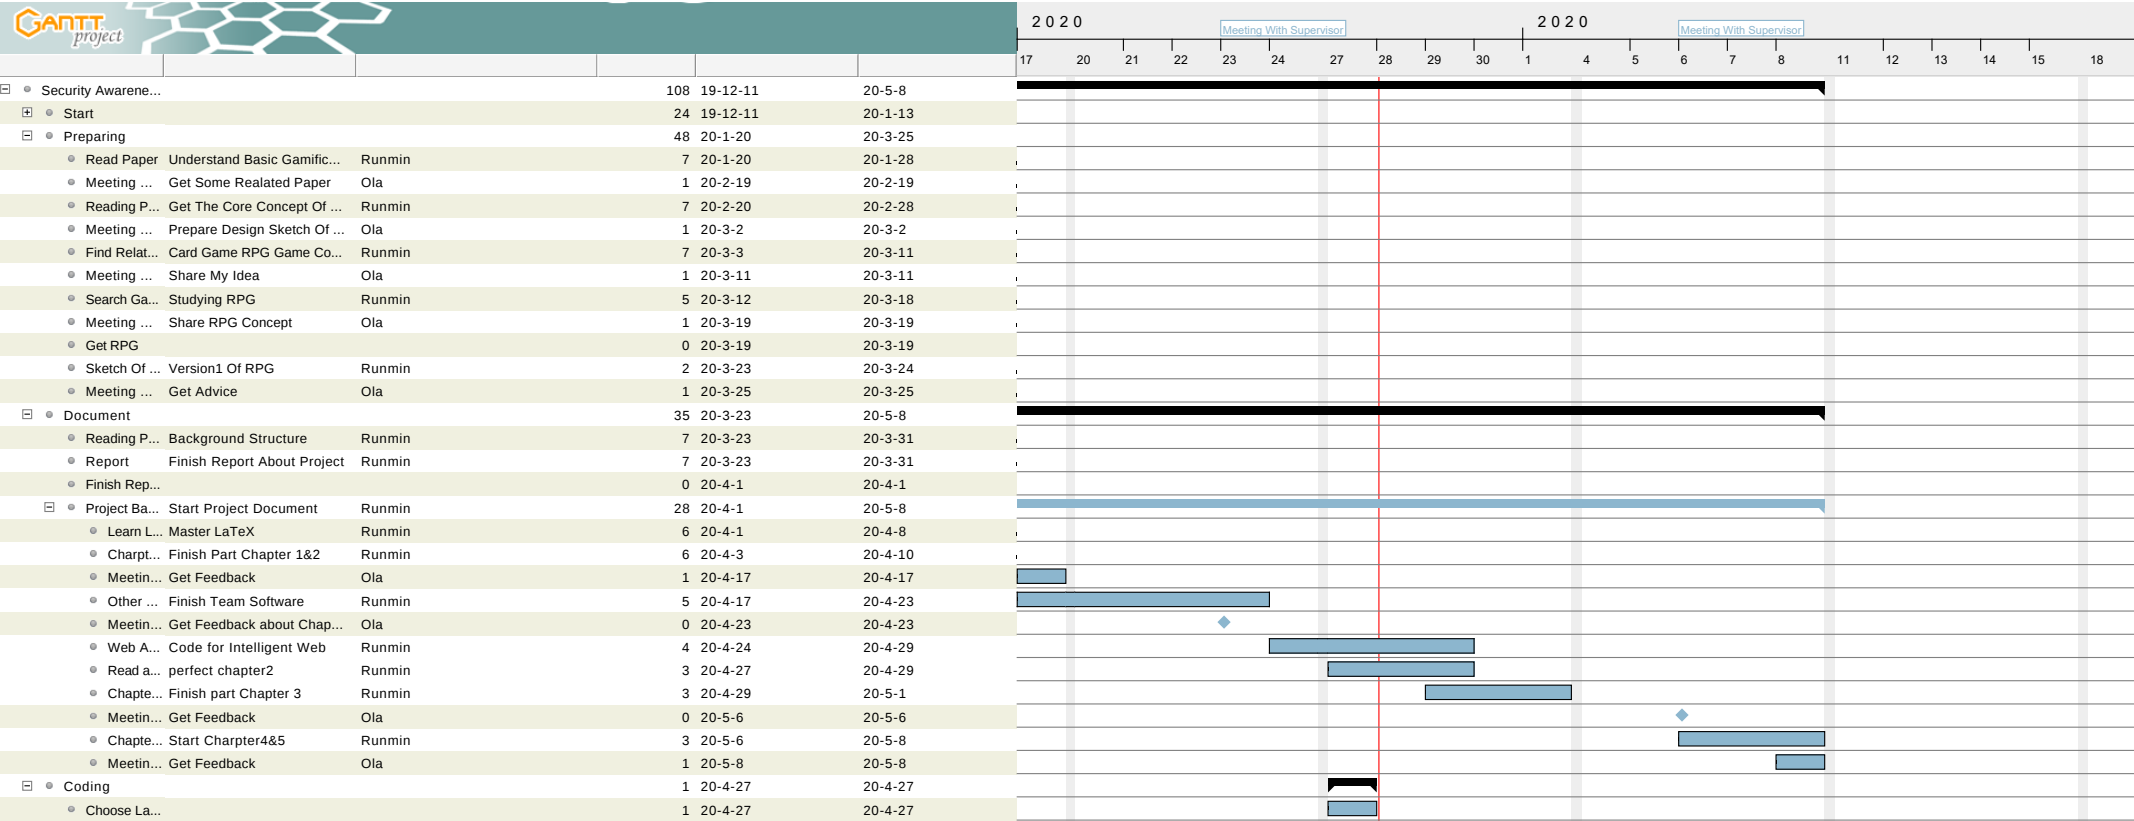 GANTT
project
2020
2020
Meeting With Supervisor
Meeting With Supervisor
17 20 21 22 23 24 27 28 29 30 1 4 5 6 7 8 11 12 13 14 15 18
Security Awarene... 108 19-12-11 20-5-8
Start 24 19-12-11 20-1-13
Preparing 48 20-1-20 20-3-25
Read Paper Understand Basic Gamific... Runmin 7 20-1-20 20-1-28
Meeting ... Get Some Realated Paper Ola 1 20-2-19 20-2-19
Reading P... Get The Core Concept Of ... Runmin 7 20-2-20 20-2-28
Meeting ... Prepare Design Sketch Of ... Ola 1 20-3-2 20-3-2
Find Relat... Card Game RPG Game Co... Runmin 7 20-3-3 20-3-11
Meeting ... Share My Idea Ola 1 20-3-11 20-3-11
Search Ga... Studying RPG Runmin 5 20-3-12 20-3-18
Meeting ... Share RPG Concept Ola 1 20-3-19 20-3-19
Get RPG 0 20-3-19 20-3-19
Sketch Of ... Version1 Of RPG Runmin 2 20-3-23 20-3-24
Meeting ... Get Advice Ola 1 20-3-25 20-3-25
Document 35 20-3-23 20-5-8
Reading P... Background Structure Runmin 7 20-3-23 20-3-31
Report Finish Report About Project Runmin 7 20-3-23 20-3-31
Finish Rep... 0 20-4-1 20-4-1
Project Ba... Start Project Document Runmin 28 20-4-1 20-5-8
Learn L... Master LaTeX Runmin 6 20-4-1 20-4-8
Charpt... Finish Part Chapter 1&2 Runmin 6 20-4-3 20-4-10
Meetin... Get Feedback Ola 1 20-4-17 20-4-17
Other ... Finish Team Software Runmin 5 20-4-17 20-4-23
Meetin... Get Feedback about Chap... Ola 0 20-4-23 20-4-23
Web A... Code for Intelligent Web Runmin 4 20-4-24 20-4-29
Read a... perfect chapter2 Runmin 3 20-4-27 20-4-29
Chapte... Finish part Chapter 3 Runmin 3 20-4-29 20-5-1
Meetin... Get Feedback Ola 0 20-5-6 20-5-6
Chapte... Start Charpter4&5 Runmin 3 20-5-6 20-5-8
Meetin... Get Feedback Ola 1 20-5-8 20-5-8
Coding 1 20-4-27 20-4-27
Choose La... 1 20-4-27 20-4-27